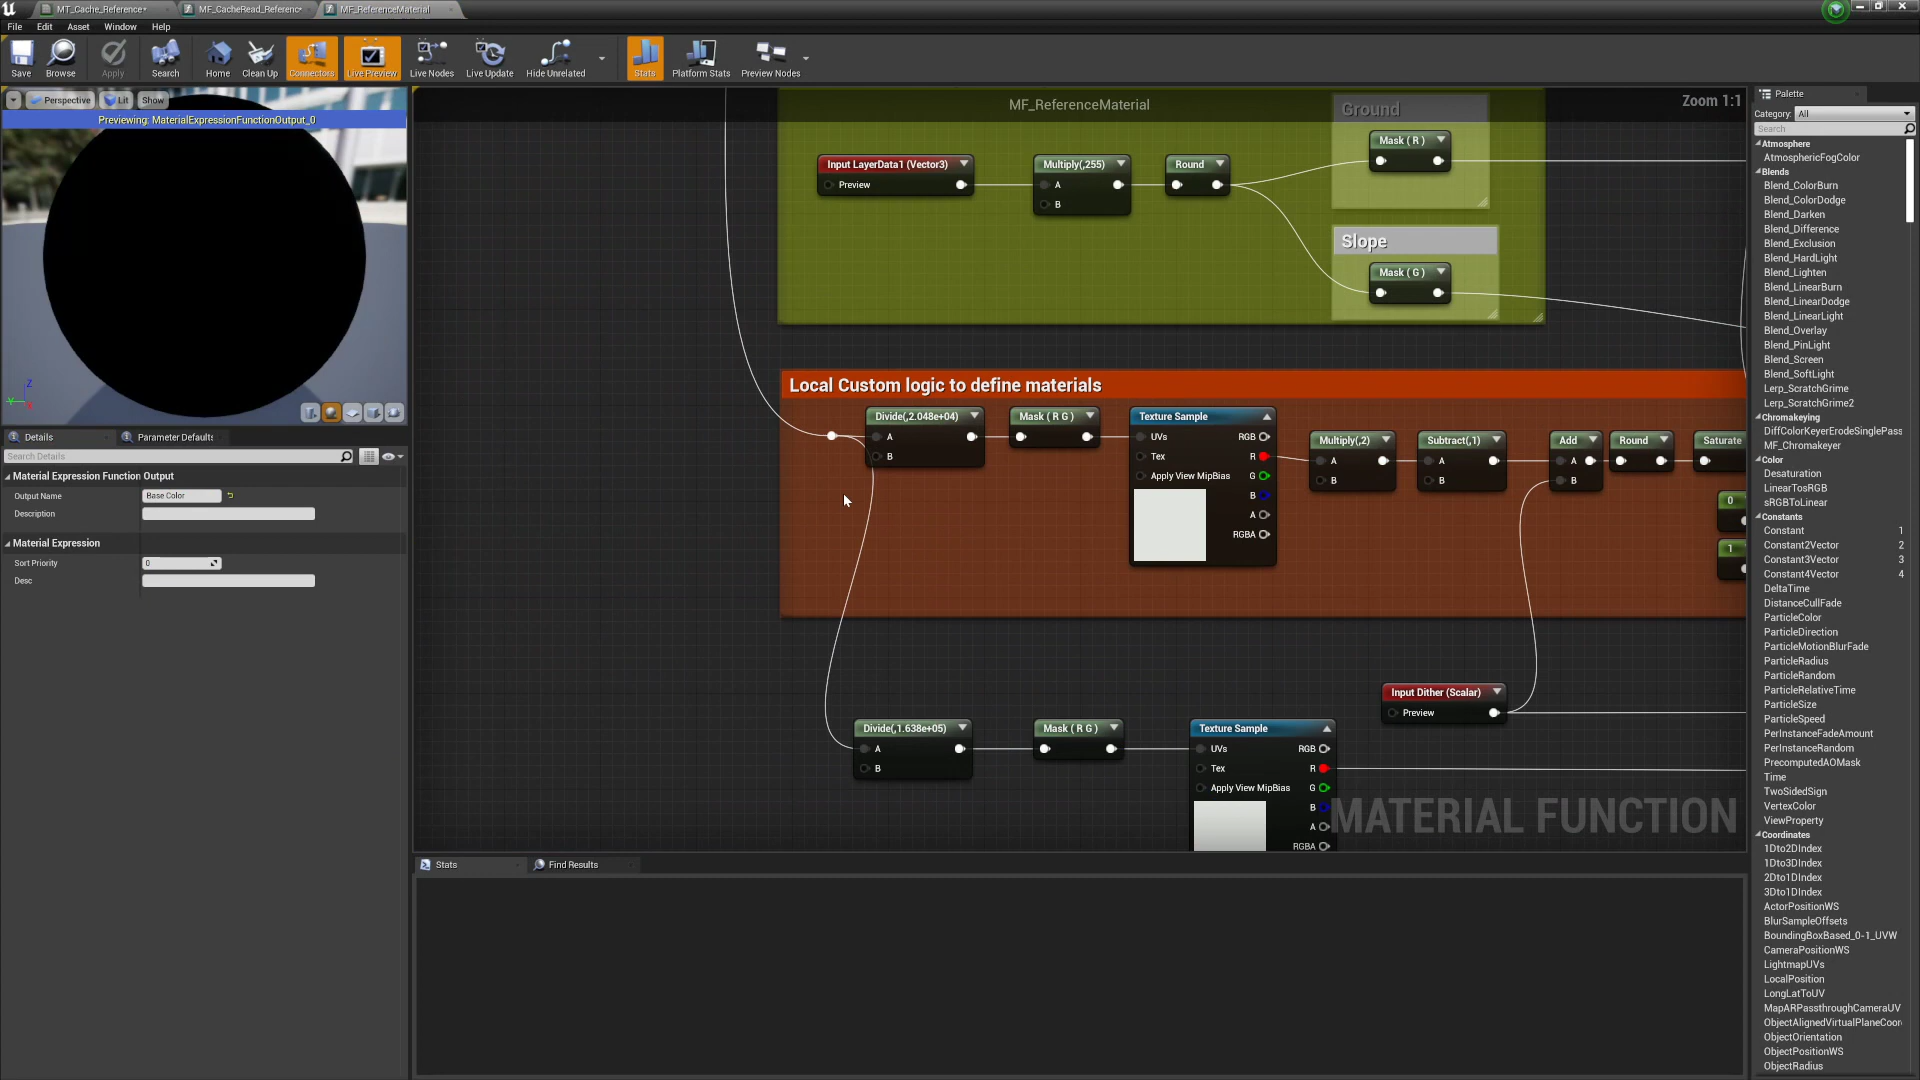 MT_Cache_Reference*
MF_CacheRead_Referenc*
MF_ReferenceMaterial
File
Edit
Asset
Window
Help
Save
Browse
Apply
Search
Home
Clean Up
Connectors
Live Preview
Live Nodes
Live Update
Hide Unrelated
Stats
Platform Stats
Preview Nodes
Perspective
Lit
Show
Previewing: MaterialExpressionFunctionOutput_0
Z
Y
X
Details
Parameter Defaults
Search Details
Material Expression Function Output
Output Name
Base Color
Description
Material Expression
Sort Priority
0
Desc
MF_ReferenceMaterial
Zoom 1:1
Ground
Mask ( R )
Input LayerData1 (Vector3)
Preview
Multiply(,255)
A
B
Round
Slope
Mask ( G )
Local Custom logic to define materials
Divide(,2.048e+04)
A
B
Mask ( R G )
Texture Sample
UVs
RGB
Tex
R
Apply View MipBias
G
B
A
RGBA
Multiply(,2)
A
B
Subtract(,1)
A
B
Add
A
B
Round
Saturate
0
1
Input Dither (Scalar)
Preview
Divide(,1.638e+05)
A
B
Mask ( R G )
Texture Sample
UVs
RGB
Tex
R
Apply View MipBias
G
B
A
RGBA
MATERIAL FUNCTION
Stats
Find Results
Palette
Category:
All
Search
Atmosphere
AtmosphericFogColor
Blends
Blend_ColorBurn
Blend_ColorDodge
Blend_Darken
Blend_Difference
Blend_Exclusion
Blend_HardLight
Blend_Lighten
Blend_LinearBurn
Blend_LinearDodge
Blend_LinearLight
Blend_Overlay
Blend_PinLight
Blend_Screen
Blend_SoftLight
Lerp_ScratchGrime
Lerp_ScratchGrime2
Chromakeying
DiffColorKeyerErodeSinglePass
MF_Chromakeyer
Color
Desaturation
LinearTosRGB
sRGBToLinear
Constants
Constant 1
Constant2Vector 2
Constant3Vector 3
Constant4Vector 4
DeltaTime
DistanceCullFade
ParticleColor
ParticleDirection
ParticleMotionBlurFade
ParticleRadius
ParticleRandom
ParticleRelativeTime
ParticleSize
ParticleSpeed
PerInstanceFadeAmount
PerInstanceRandom
PrecomputedAOMask
Time
TwoSidedSign
VertexColor
ViewProperty
Coordinates
1Dto2DIndex
1Dto3DIndex
2Dto1DIndex
3Dto1DIndex
ActorPositionWS
BlurSampleOffsets
BoundingBoxBased_0-1_UVW
CameraPositionWS
LightmapUVs
LocalPosition
LongLatToUV
MapARPassthroughCameraUV
ObjectAlignedVirtualPlaneCoor
ObjectOrientation
ObjectPositionWS
ObjectRadius